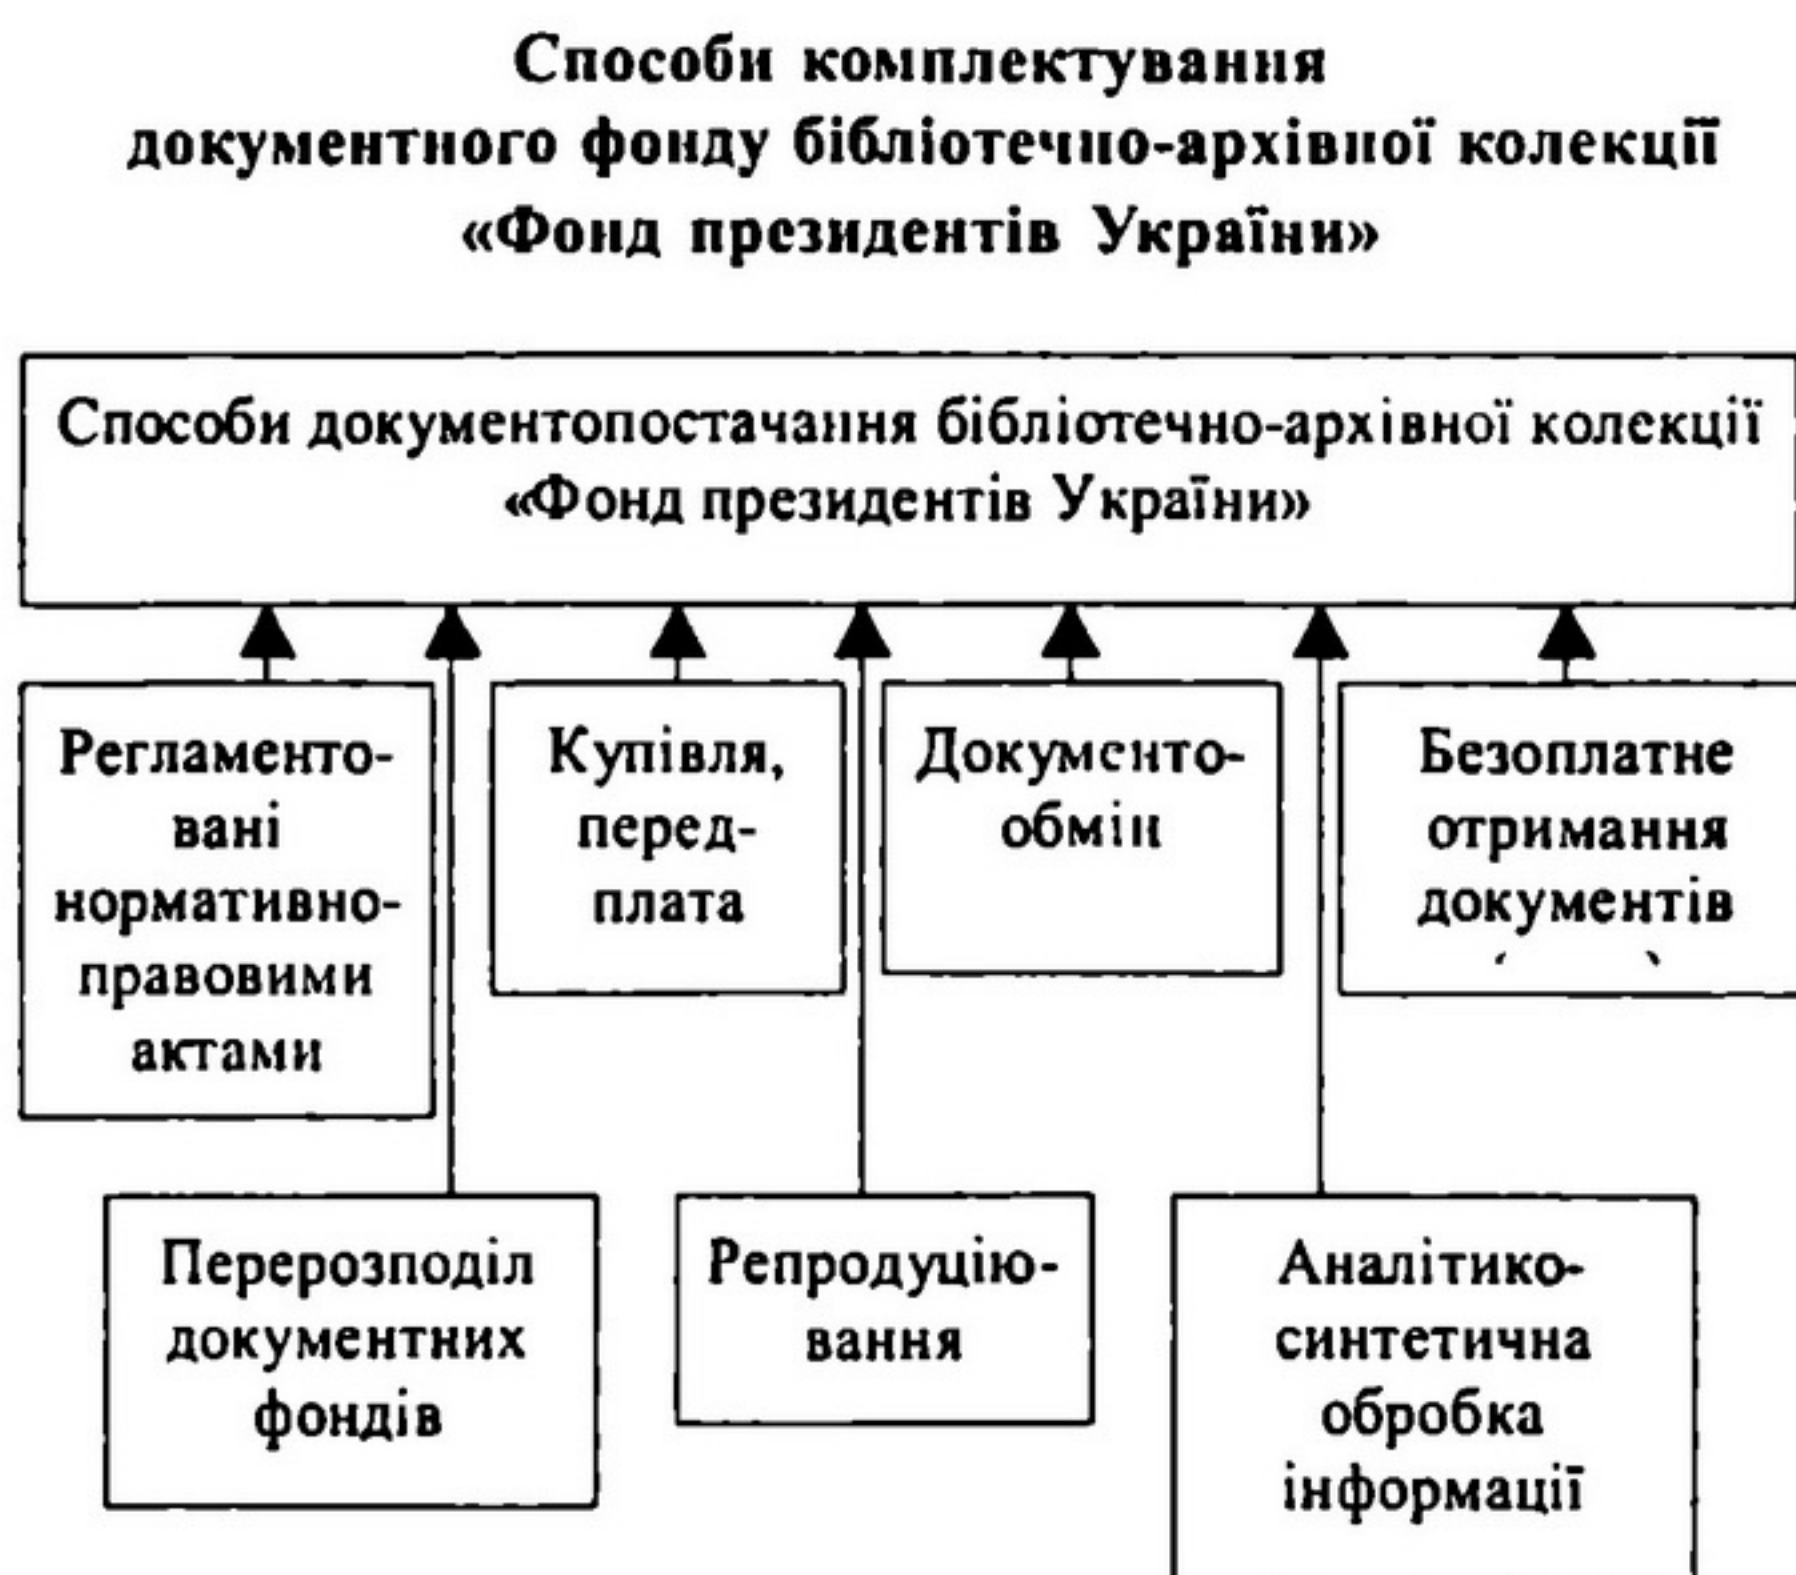 Способи комплектування
документного фонду бібліотечно-архівної колекції
«Фонд президентів України»
Способи документопостачання бібліотечно-архівної колекції
«Фонд президентів України»
Регламенто-
вані
нормативно-
правовими
актами
Купівля,
перед-
плата
Документо-
обмін
Безоплатне
отримання
документів
Перерозподіл
документних
фондів
Репродуцію-
вання
Аналітико-
синтетична
обробка
інформації